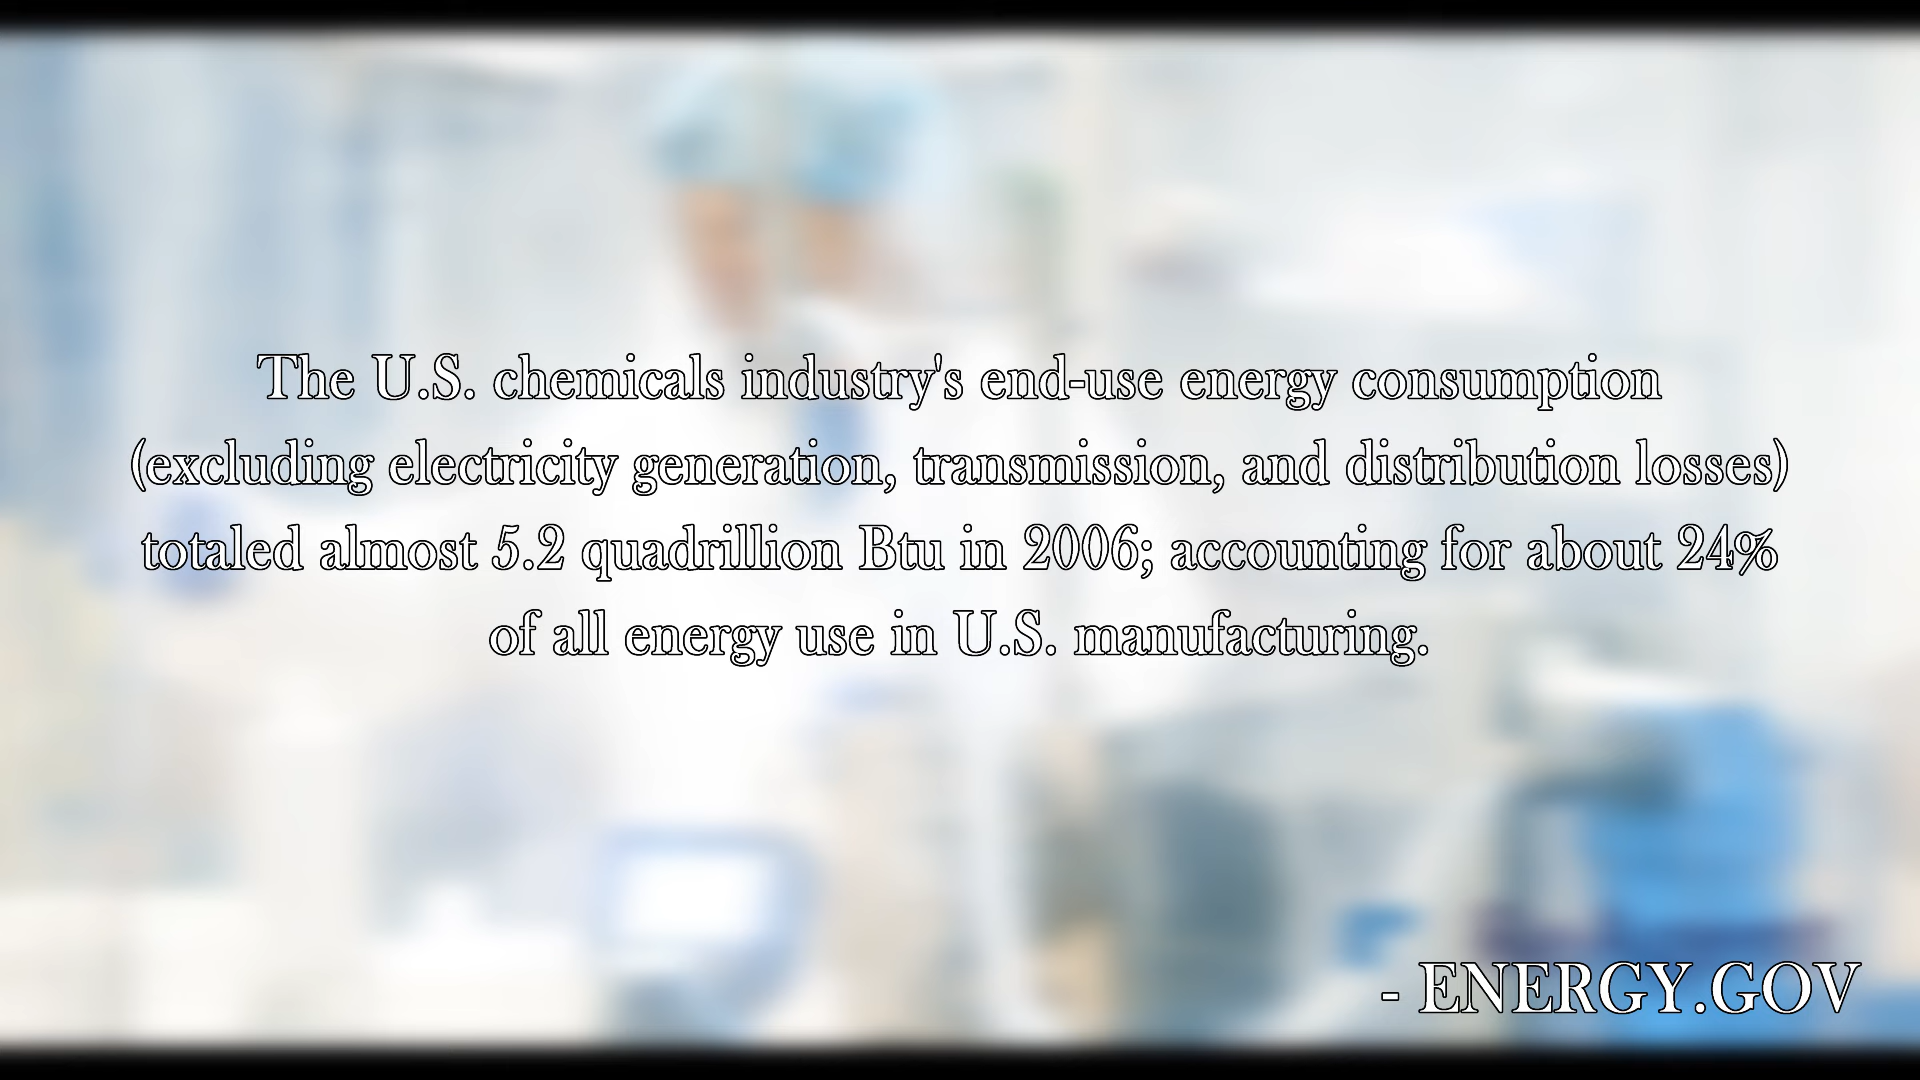 The U.S. chemicals industry's end-use energy consumption
(excluding electricity generation, transmission, and distribution losses)
totaled almost 5.2 quadrillion Btu in 2006; accounting for about 24%
of all energy use in U.S. manufacturing.
- ENERGY.GOV